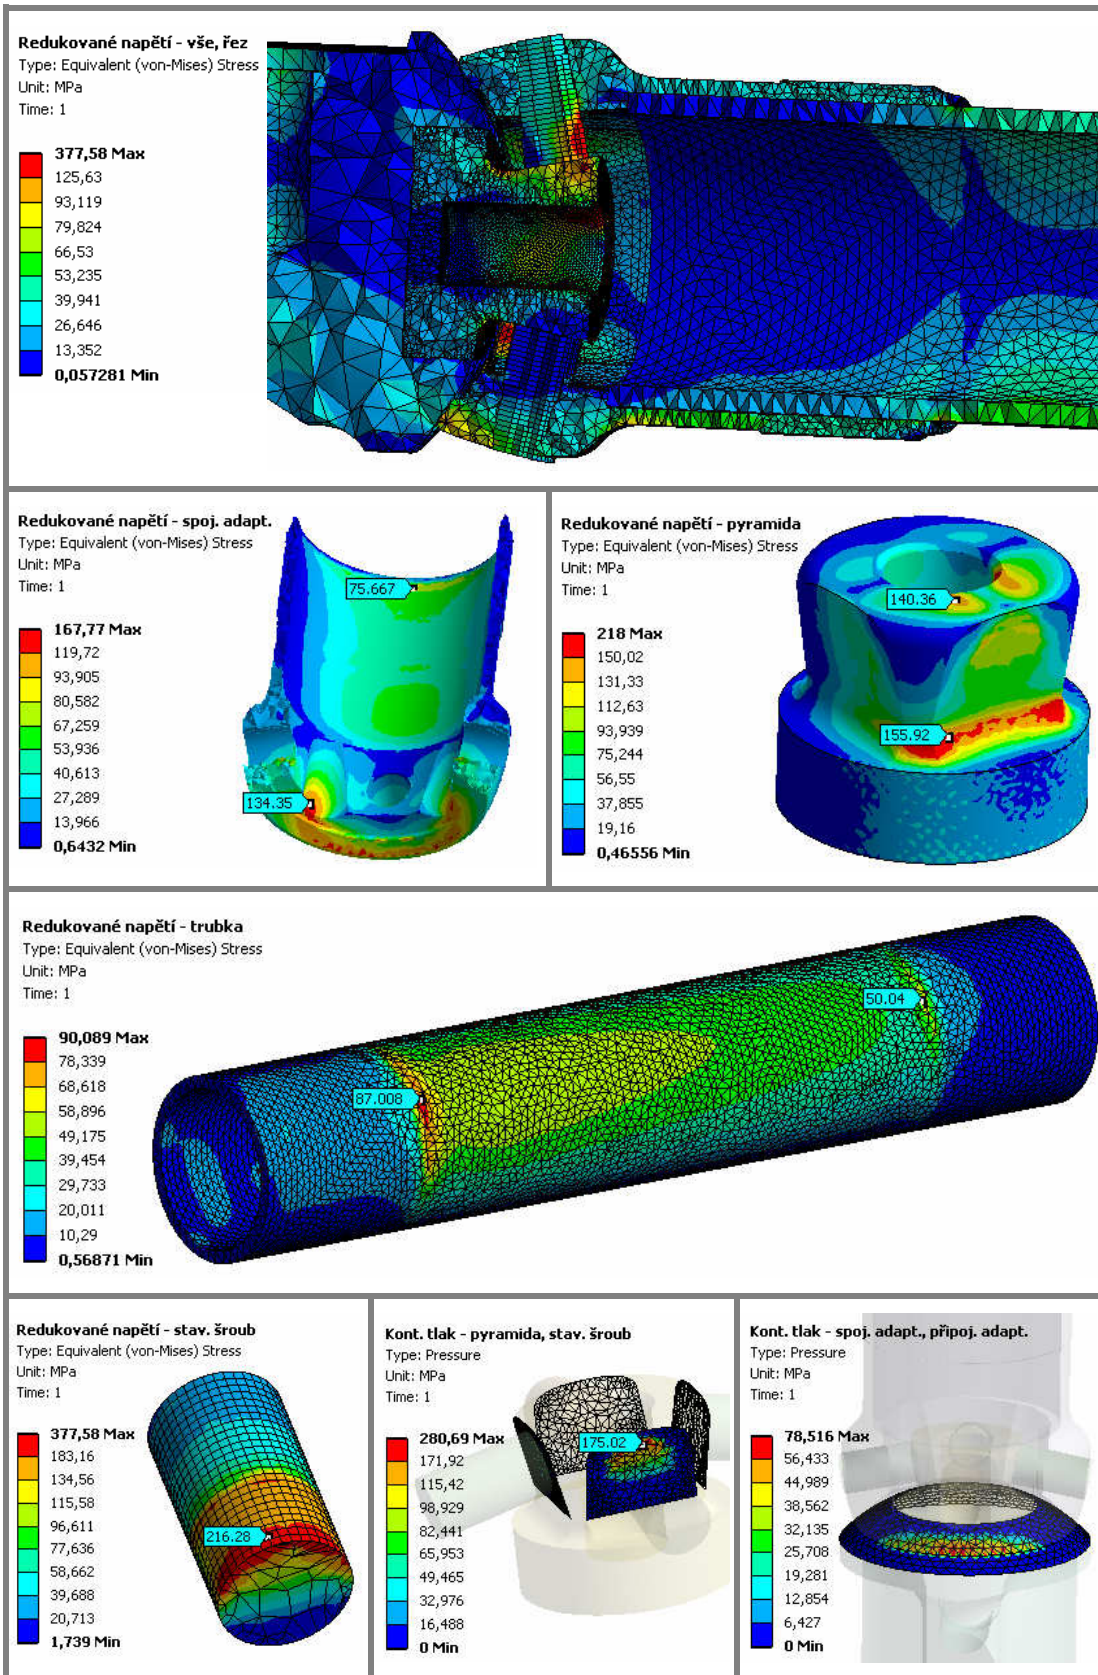 Redukované napětí - vše, řez
Type: Equivalent (von-Mises) Stress
Unit: MPa
Time: 1
377,58 Max
125,63
93,119
79,824
66,53
53,235
39,941
26,646
13,352
0,057281 Min
Redukované napětí - spoj. adapt.
Type: Equivalent (von-Mises) Stress
Unit: MPa
Time: 1
167,77 Max
119,72
93,905
80,582
67,259
53,936
40,613
27,289
13,966
0,6432 Min
75.667
134.35
Redukované napětí - pyramida
Type: Equivalent (von-Mises) Stress
Unit: MPa
Time: 1
218 Max
150,02
131,33
112,63
93,939
75,244
56,55
37,855
19,16
0,46556 Min
140.36
155.92
Redukované napětí - trubka
Type: Equivalent (von-Mises) Stress
Unit: MPa
Time: 1
90,089 Max
78,339
68,618
58,896
49,175
39,454
29,733
20,011
10,29
0,56871 Min
50.04
87.008
Redukované napětí - stav. šroub
Type: Equivalent (von-Mises) Stress
Unit: MPa
Time: 1
377,58 Max
183,16
134,56
115,58
96,611
77,636
58,662
39,688
20,713
1,739 Min
216.28
Kont. tlak - pyramida, stav. šroub
Type: Pressure
Unit: MPa
Time: 1
280,69 Max
171,92
115,42
98,929
82,441
65,953
49,465
32,976
16,488
0 Min
175.02
Kont. tlak - spoj. adapt., připoj. adapt.
Type: Pressure
Unit: MPa
Time: 1
78,516 Max
56,433
44,989
38,562
32,135
25,708
19,281
12,854
6,427
0 Min